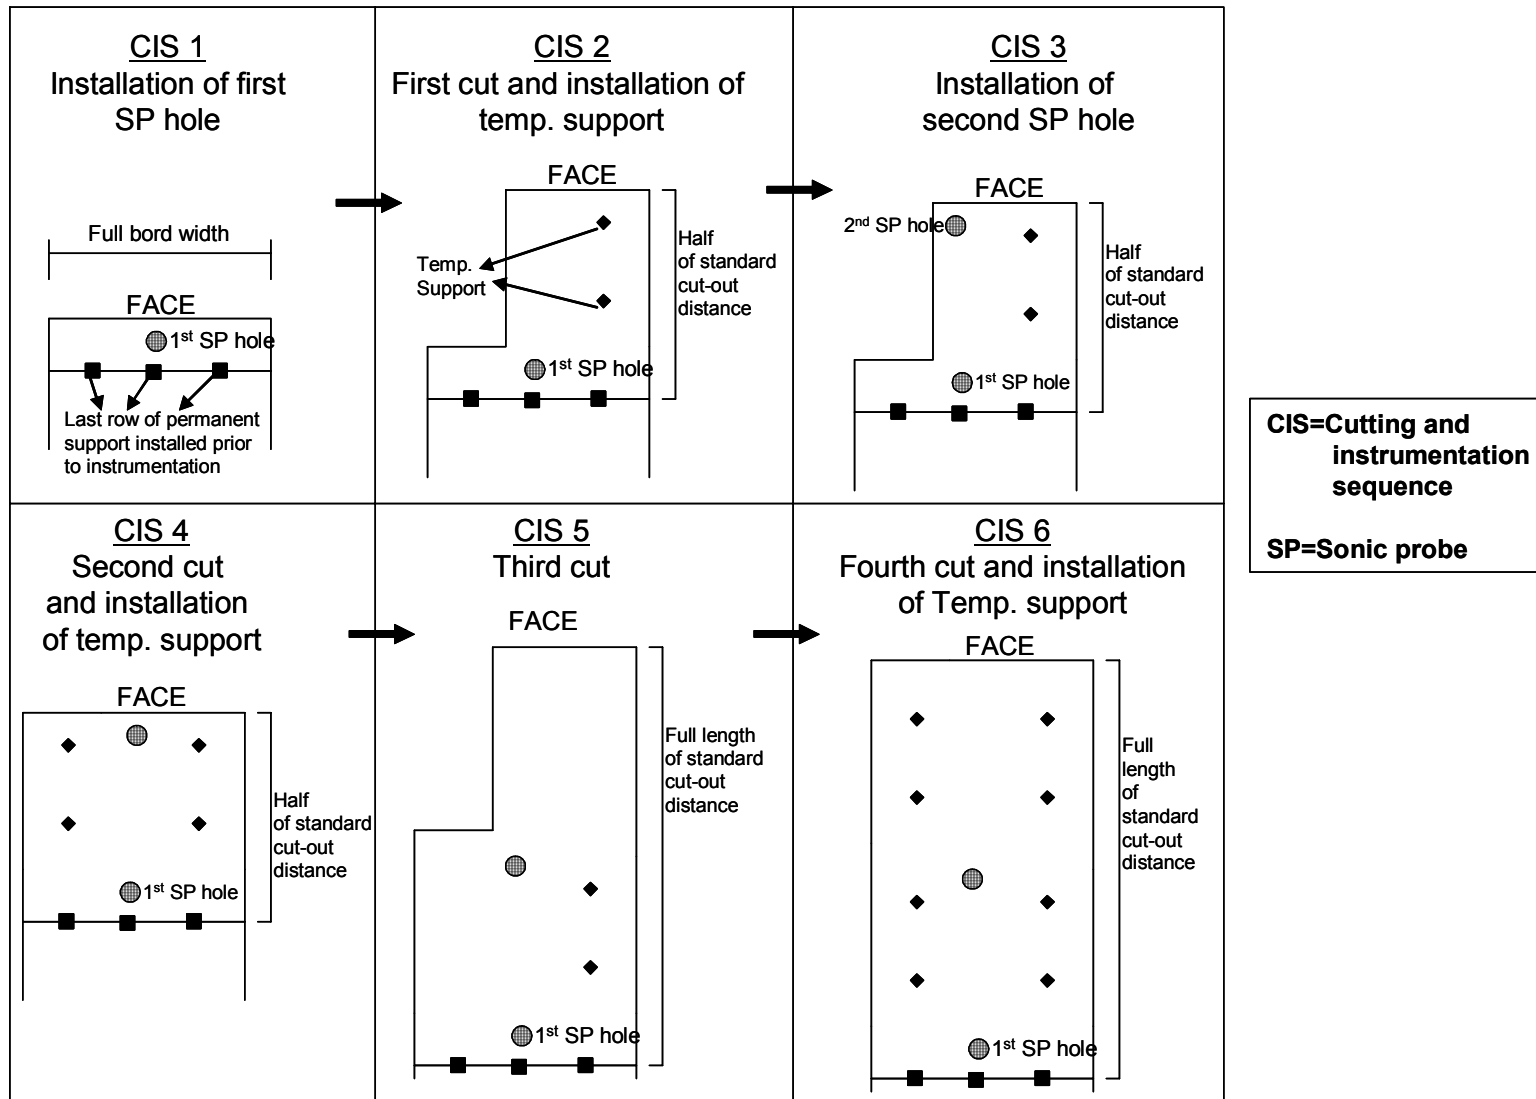 CIS 1
Installation of first
SP hole
Full bord width
FACE
1st SP hole
Last row of permanent
support installed prior
to instrumentation
CIS 2
First cut and installation of
temp. support
FACE
Temp.
Support
Half
of standard
cut-out
distance
1st SP hole
CIS 3
Installation of
second SP hole
FACE
2nd SP hole
Half
of standard
cut-out
distance
1st SP hole
CIS 4
Second cut
and installation
of temp. support
FACE
Half
of standard
cut-out
distance
1st SP hole
CIS 5
Third cut
FACE
Full length
of standard
cut-out
distance
1st SP hole
CIS 6
Fourth cut and installation
of Temp. support
FACE
Full
length
of
standard
cut-out
distance
1st SP hole
CIS=Cutting and
instrumentation
sequence
SP=Sonic probe